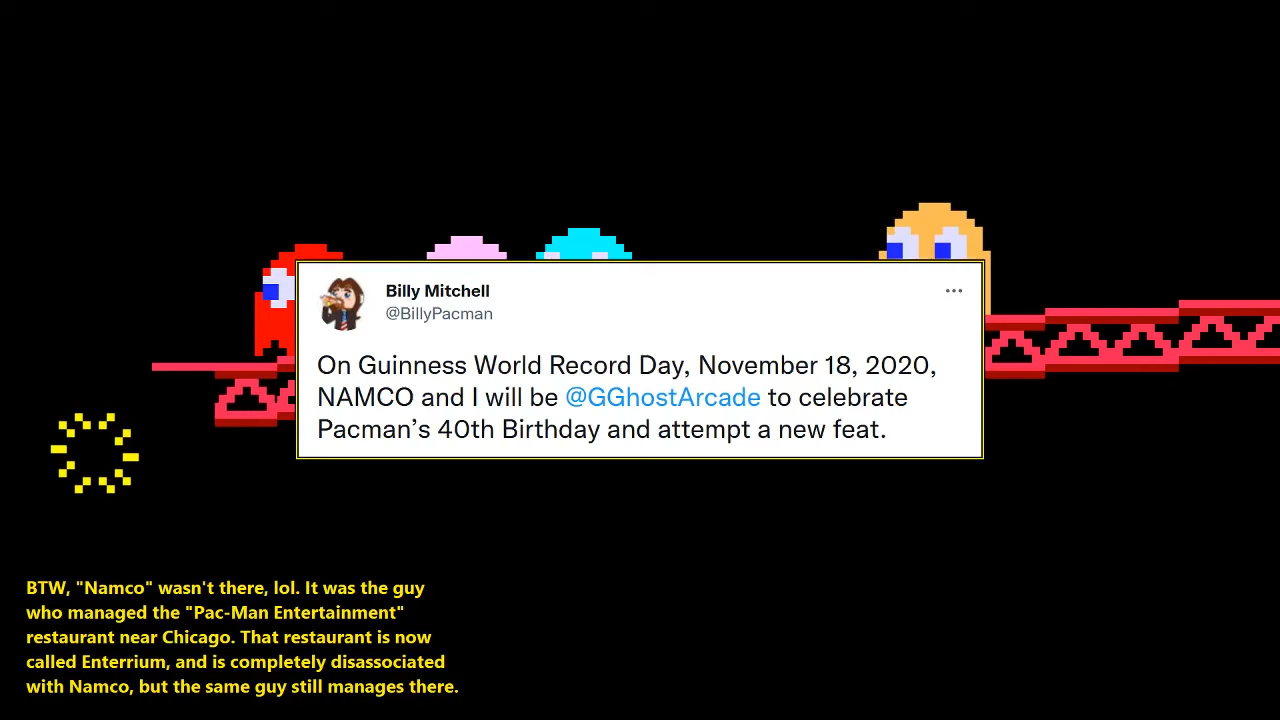 Billy Mitchell
@BillyPacman
On Guinness World Record Day, November 18, 2020,
NAMCO and I will be @GGhostArcade to celebrate
Pacman’s 40th Birthday and attempt a new feat.
BTW, "Namco" wasn't there, lol. It was the guy
who managed the "Pac-Man Entertainment"
restaurant near Chicago. That restaurant is now
called Enterrium, and is completely disassociated
with Namco, but the same guy still manages there.